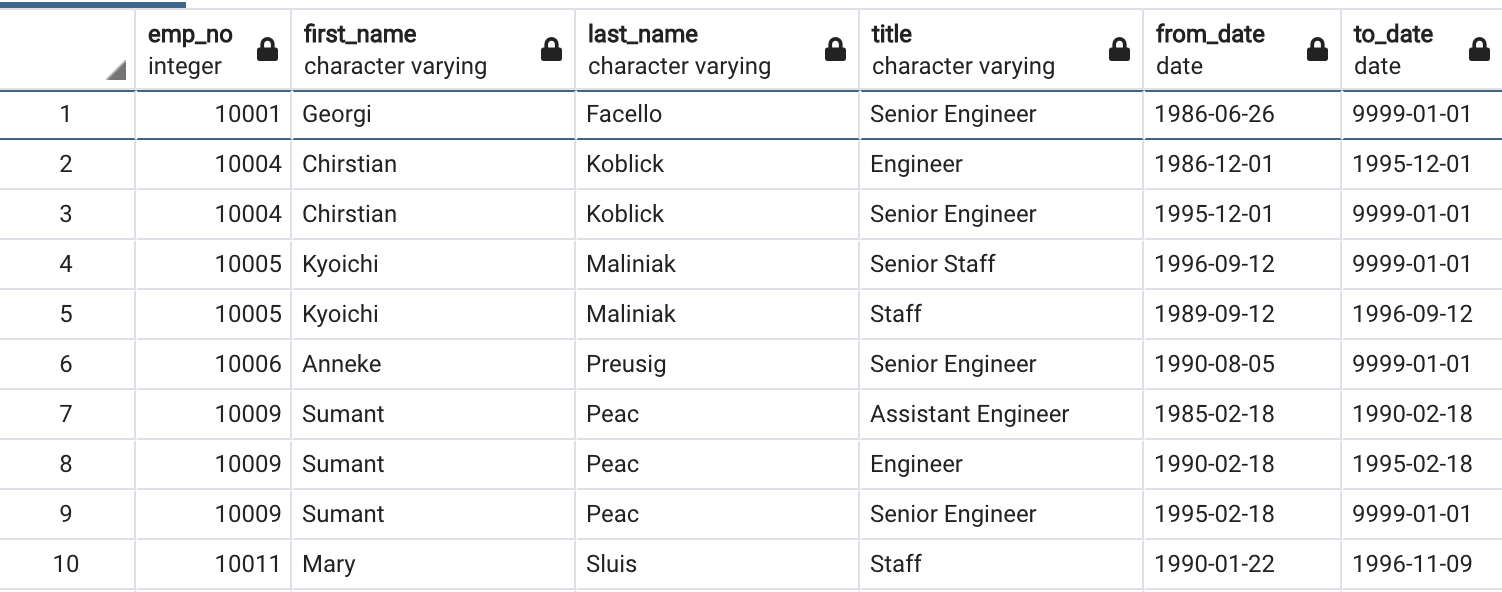 emp_no first_name last_name title from_date to_date
integer character varying character varying character varying date date
1 10001 Georgi Facello Senior Engineer 1986-06-26 9999-01-01
2 10004 Chirstian Koblick Engineer 1986-12-01 1995-12-01
3 10004 Chirstian Koblick Senior Engineer 1995-12-01 9999-01-01
4 10005 Kyoichi Maliniak Senior Staff 1996-09-12 9999-01-01
5 10005 Kyoichi Maliniak Staff 1989-09-12 1996-09-12
6 10006 Anneke Preusig Senior Engineer 1990-08-05 9999-01-01
7 10009 Sumant Peac Assistant Engineer 1985-02-18 1990-02-18
8 10009 Sumant Peac Engineer 1990-02-18 1995-02-18
9 10009 Sumant Peac Senior Engineer 1995-02-18 9999-01-01
10 10011 Mary Sluis Staff 1990-01-22 1996-11-09